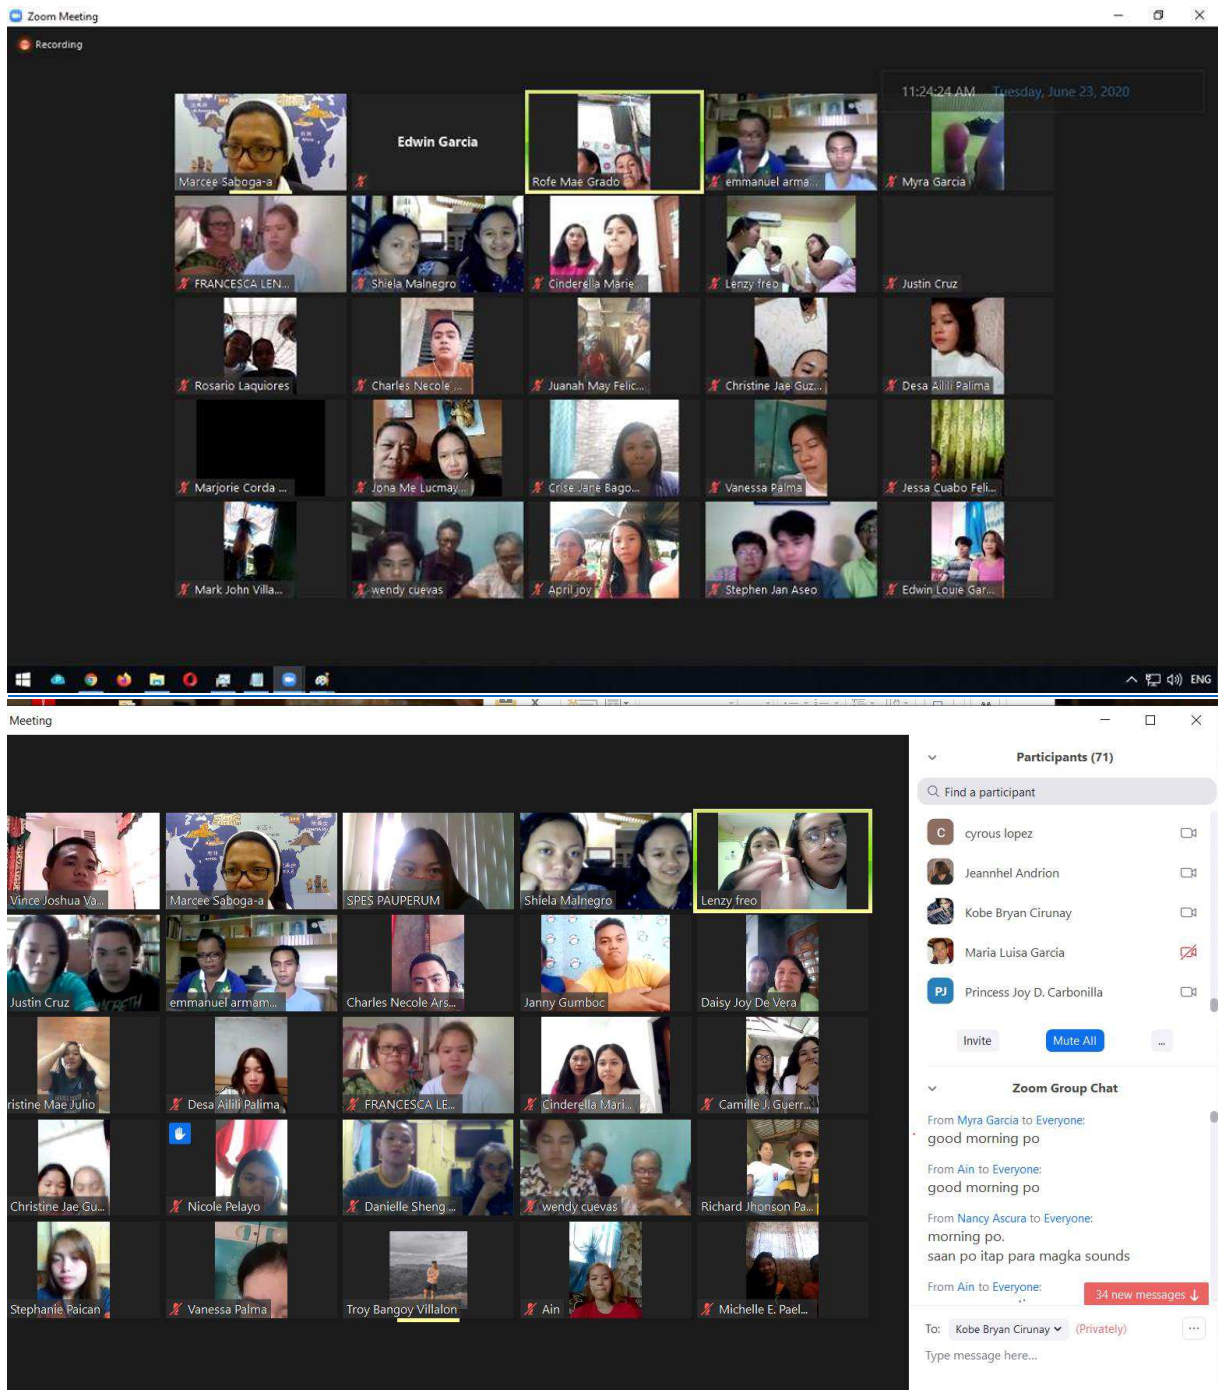 Zoom Meeting
Recording
11:24:24 AM Tuesday, June 23, 2020
Marcee Saboga-a
Edwin Garcia
Rofe Mae Grado
emmanuel arma...
Myra Garcia
FRANCESCA LEN...
Shiela Malnegro
Cinderella Marie...
Lenzy freo
Justin Cruz
Rosario Laquiores
Charles Necole ...
Juanah May Felic...
Christine Jae Guz...
Desa Ailili Palima
Marjorie Corda ...
Jona Me Lucmay...
Crise Jane Bago...
Vanessa Palma
Jessa Cuabo Feli...
Mark John Villa...
wendy cuevas
April joy
Stephen Jan Aseo
Edwin Louie Gar...
ENG
Meeting
Vince Joshua Va...
Marcee Saboga-a
SPES PAUPERUM
Shiela Malnegro
Lenzy freo
Justin Cruz
emmanuel armam...
Charles Necole Ars...
Janny Gumboc
Daisy Joy De Vera
ristine Mae Julio
Desa Ailili Palima
FRANCESCA LE...
Cinderella Mari...
Camille J. Guerr...
Christine Jae Gu...
Nicole Pelayo
Danielle Sheng ...
wendy cuevas
Richard Jhonson Pa...
Stephanie Paican
Vanessa Palma
Troy Bangoy Villalon
Ain
Michelle E. Pael...
Participants (71)
Find a participant
C cyrous lopez
Jeannhel Andrion
Kobe Bryan Cirunay
Maria Luisa Garcia
PJ Princess Joy D. Carbonilla
Invite Mute All ...
Zoom Group Chat
From Myra Garcia to Everyone:
good morning po
From Ain to Everyone:
good morning po
From Nancy Ascura to Everyone:
morning po.
saan po itap para magka sounds
From Ain to Everyone:
34 new messages
To: Kobe Bryan Cirunay (Privately)
Type message here...